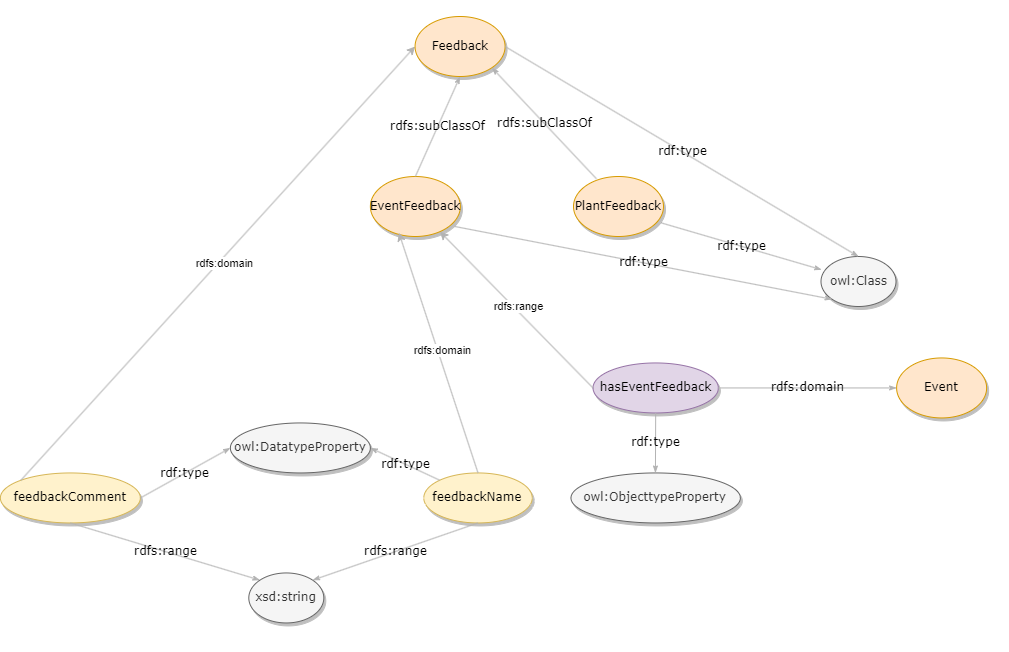 Feedback
rdfs:subClassOf
rdfs:subClassOf
rdf:type
EventFeedback
PlantFeedback
rdf:type
rdf:type
rdfs:domain
owl:Class
rdfs:range
rdfs:domain
hasEventFeedback
rdfs:domain
Event
rdf:type
owl:DatatypeProperty
rdf:type
rdf:type
feedbackComment
feedbackName
owl:ObjecttypeProperty
rdfs:range
rdfs:range
xsd:string